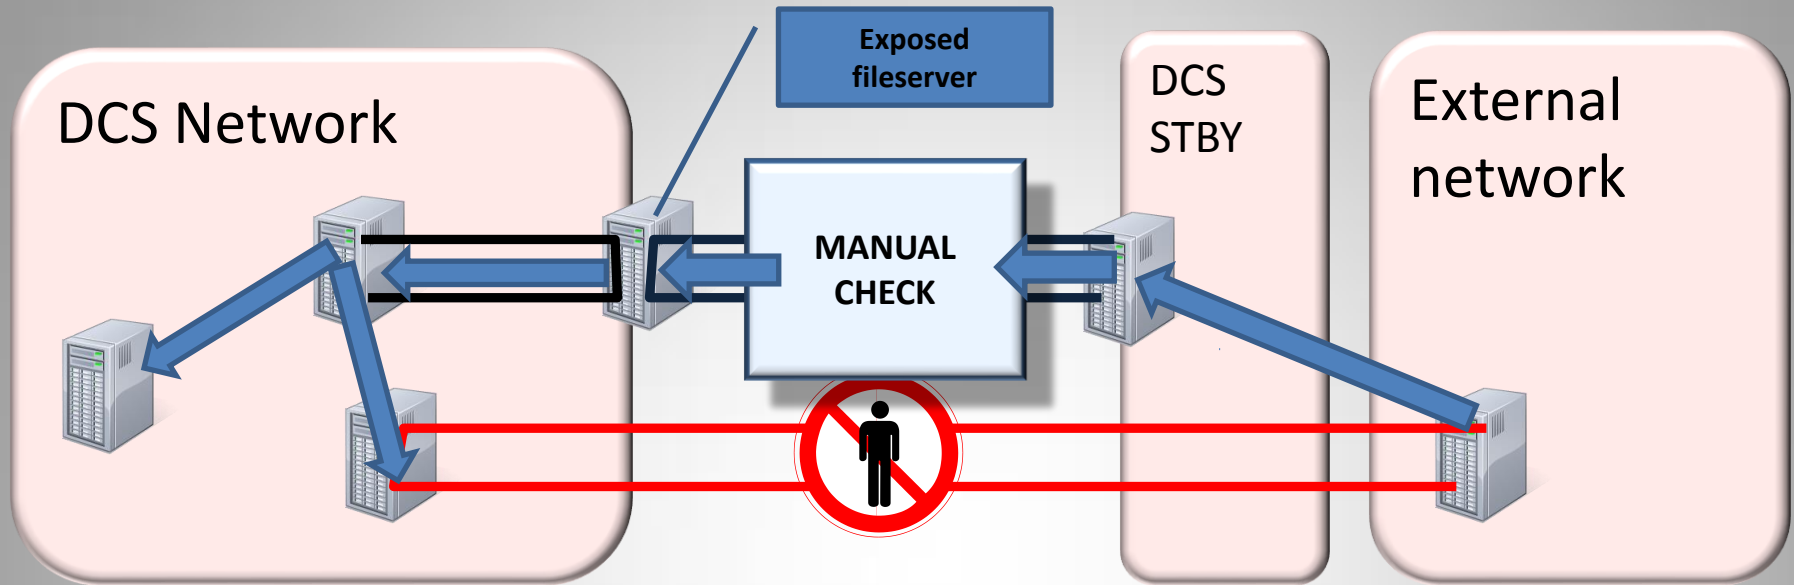 Exposed
fileserver
DCS Network
DCS
STBY
External
network
MANUAL
CHECK